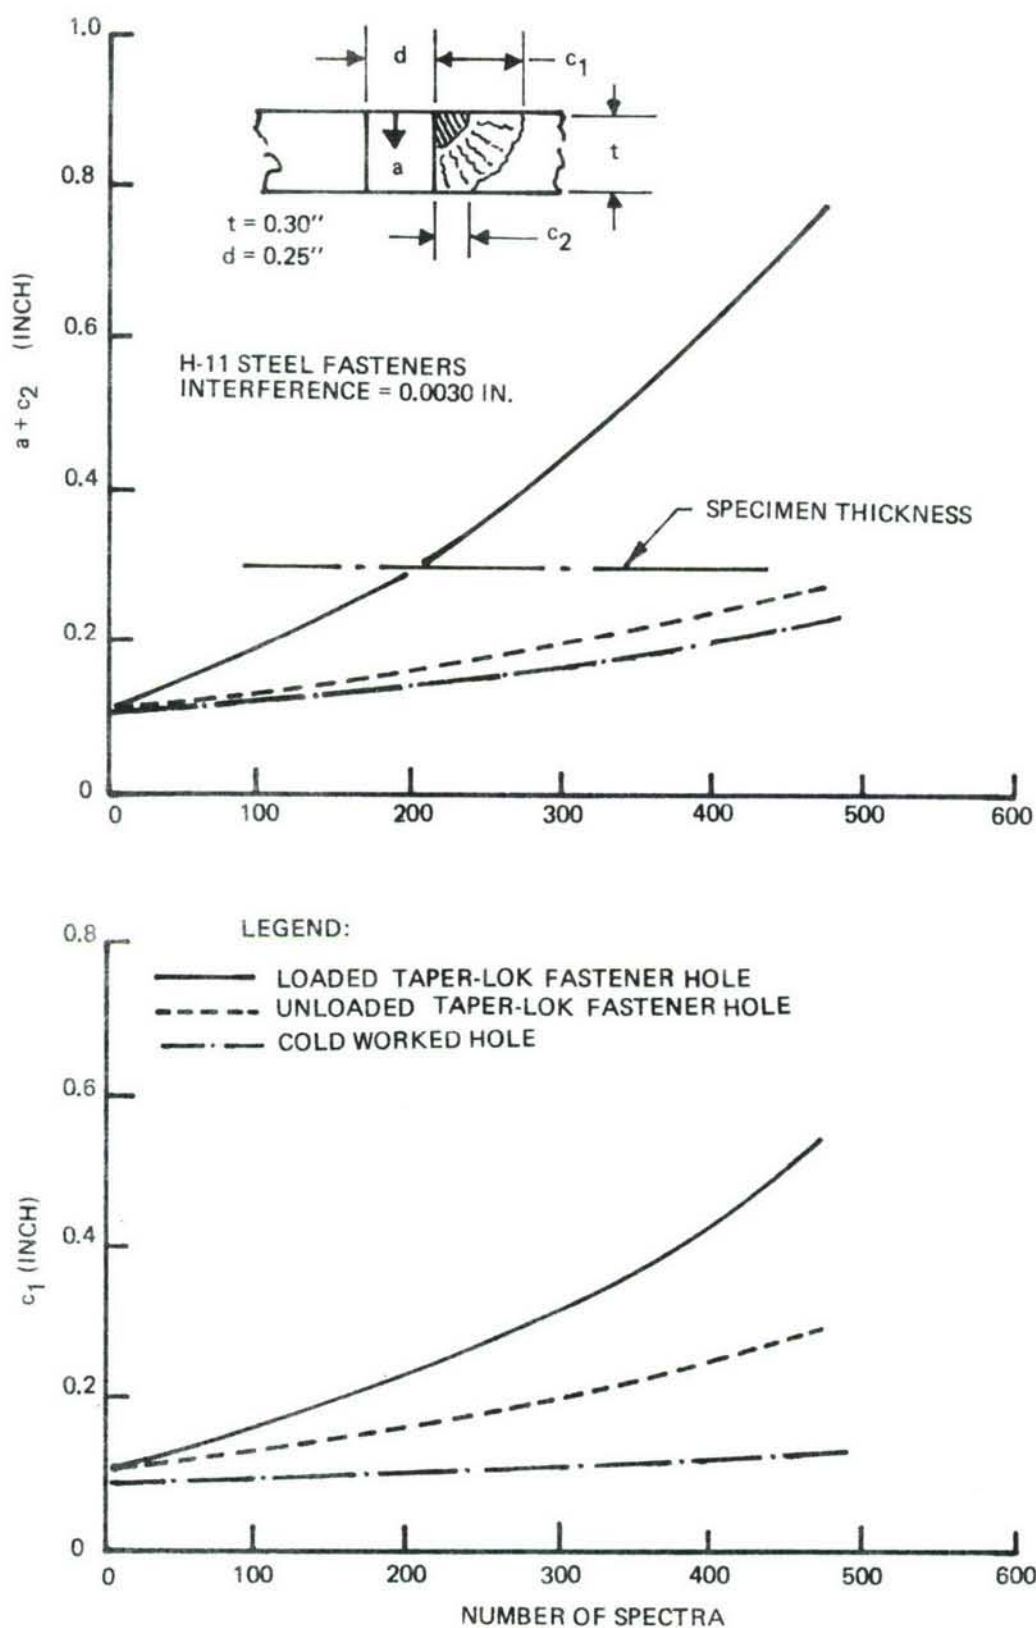 1.0
d
c1
t
a
0.8
t = 0.30"
d = 0.25"
c2
a + c2 (INCH)
0.6
H-11 STEEL FASTENERS
INTERFERENCE = 0.0030 IN.
0.4
SPECIMEN THICKNESS
0.2
0
0 100 200 300 400 500 600
LEGEND:
0.8
LOADED TAPER-LOK FASTENER HOLE
UNLOADED TAPER-LOK FASTENER HOLE
COLD WORKED HOLE
0.6
c1 (INCH)
0.4
0.2
0
0 100 200 300 400 500 600
NUMBER OF SPECTRA